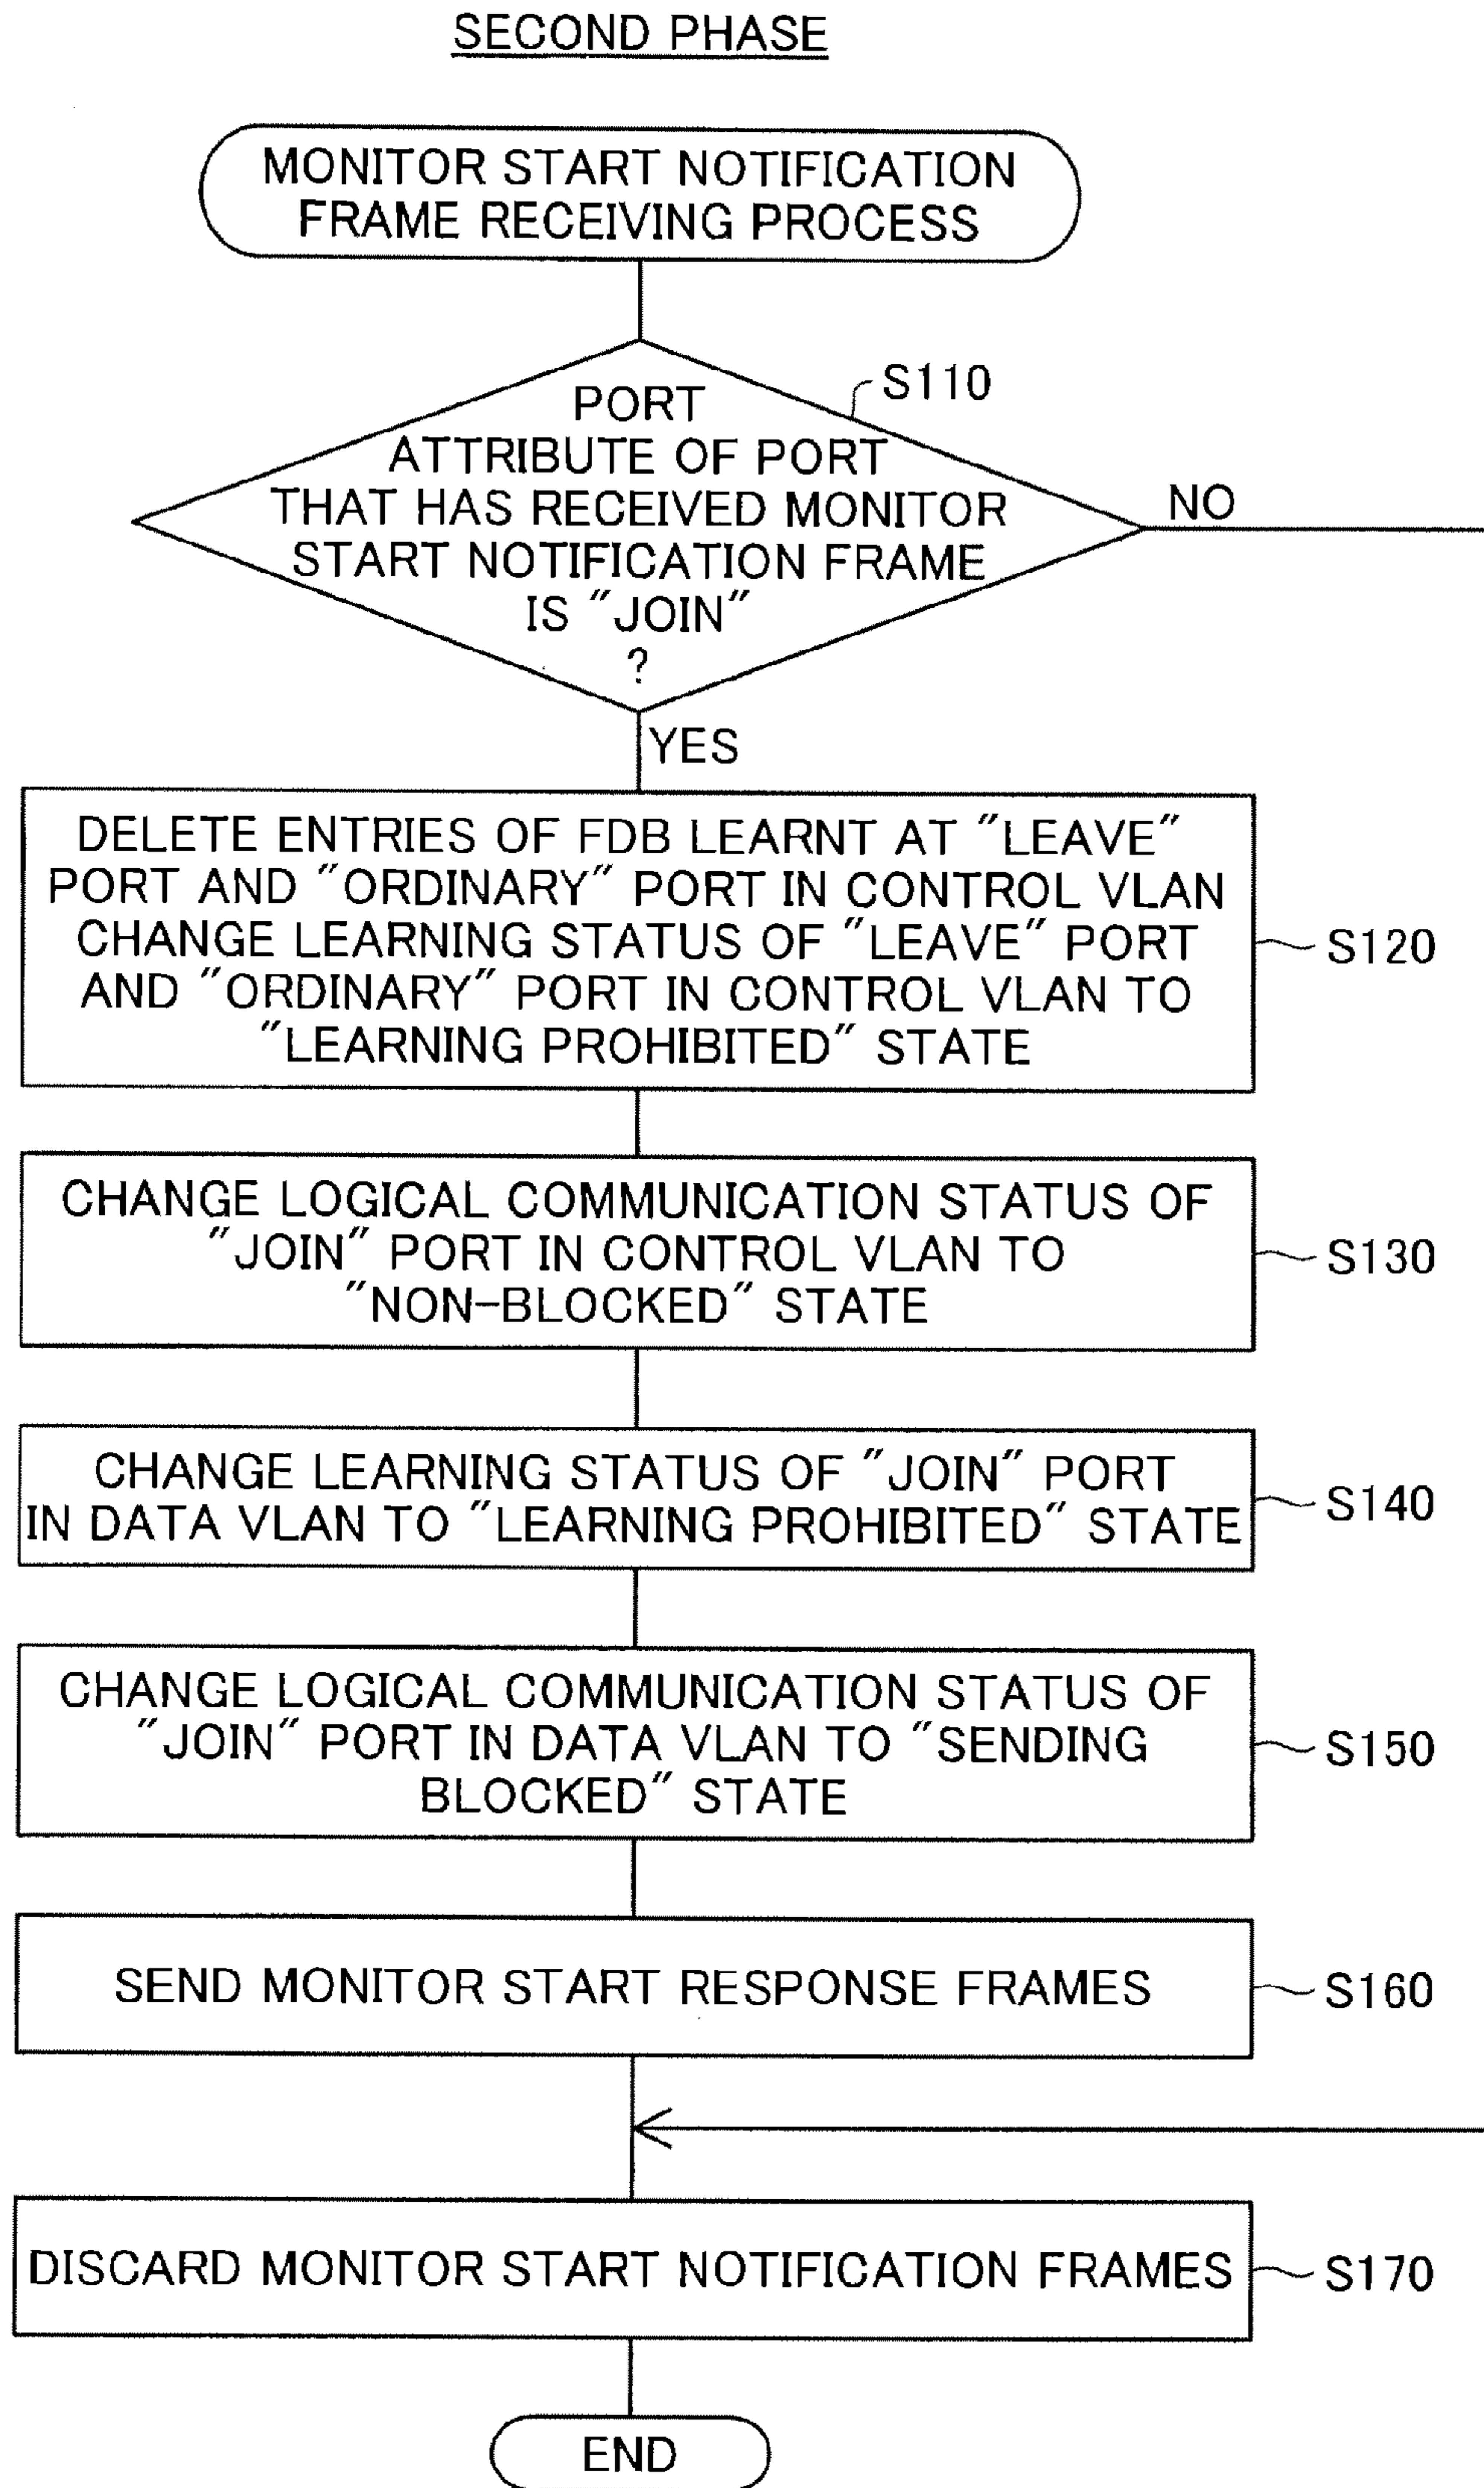 SECOND PHASE
MONITOR START NOTIFICATION
FRAME RECEIVING PROCESS
S110
PORT
ATTRIBUTE OF PORT
THAT HAS RECEIVED MONITOR
START NOTIFICATION FRAME
IS "JOIN"
?
NO
YES
DELETE ENTRIES OF FDB LEARNT AT "LEAVE"
PORT AND "ORDINARY" PORT IN CONTROL VLAN
CHANGE LEARNING STATUS OF "LEAVE" PORT
AND "ORDINARY" PORT IN CONTROL VLAN TO
"LEARNING PROHIBITED" STATE
S120
CHANGE LOGICAL COMMUNICATION STATUS OF
"JOIN" PORT IN CONTROL VLAN TO
"NON-BLOCKED" STATE
S130
CHANGE LEARNING STATUS OF "JOIN" PORT
IN DATA VLAN TO "LEARNING PROHIBITED" STATE
S140
CHANGE LOGICAL COMMUNICATION STATUS OF
"JOIN" PORT IN DATA VLAN TO "SENDING
BLOCKED" STATE
S150
SEND MONITOR START RESPONSE FRAMES
S160
DISCARD MONITOR START NOTIFICATION FRAMES
S170
END